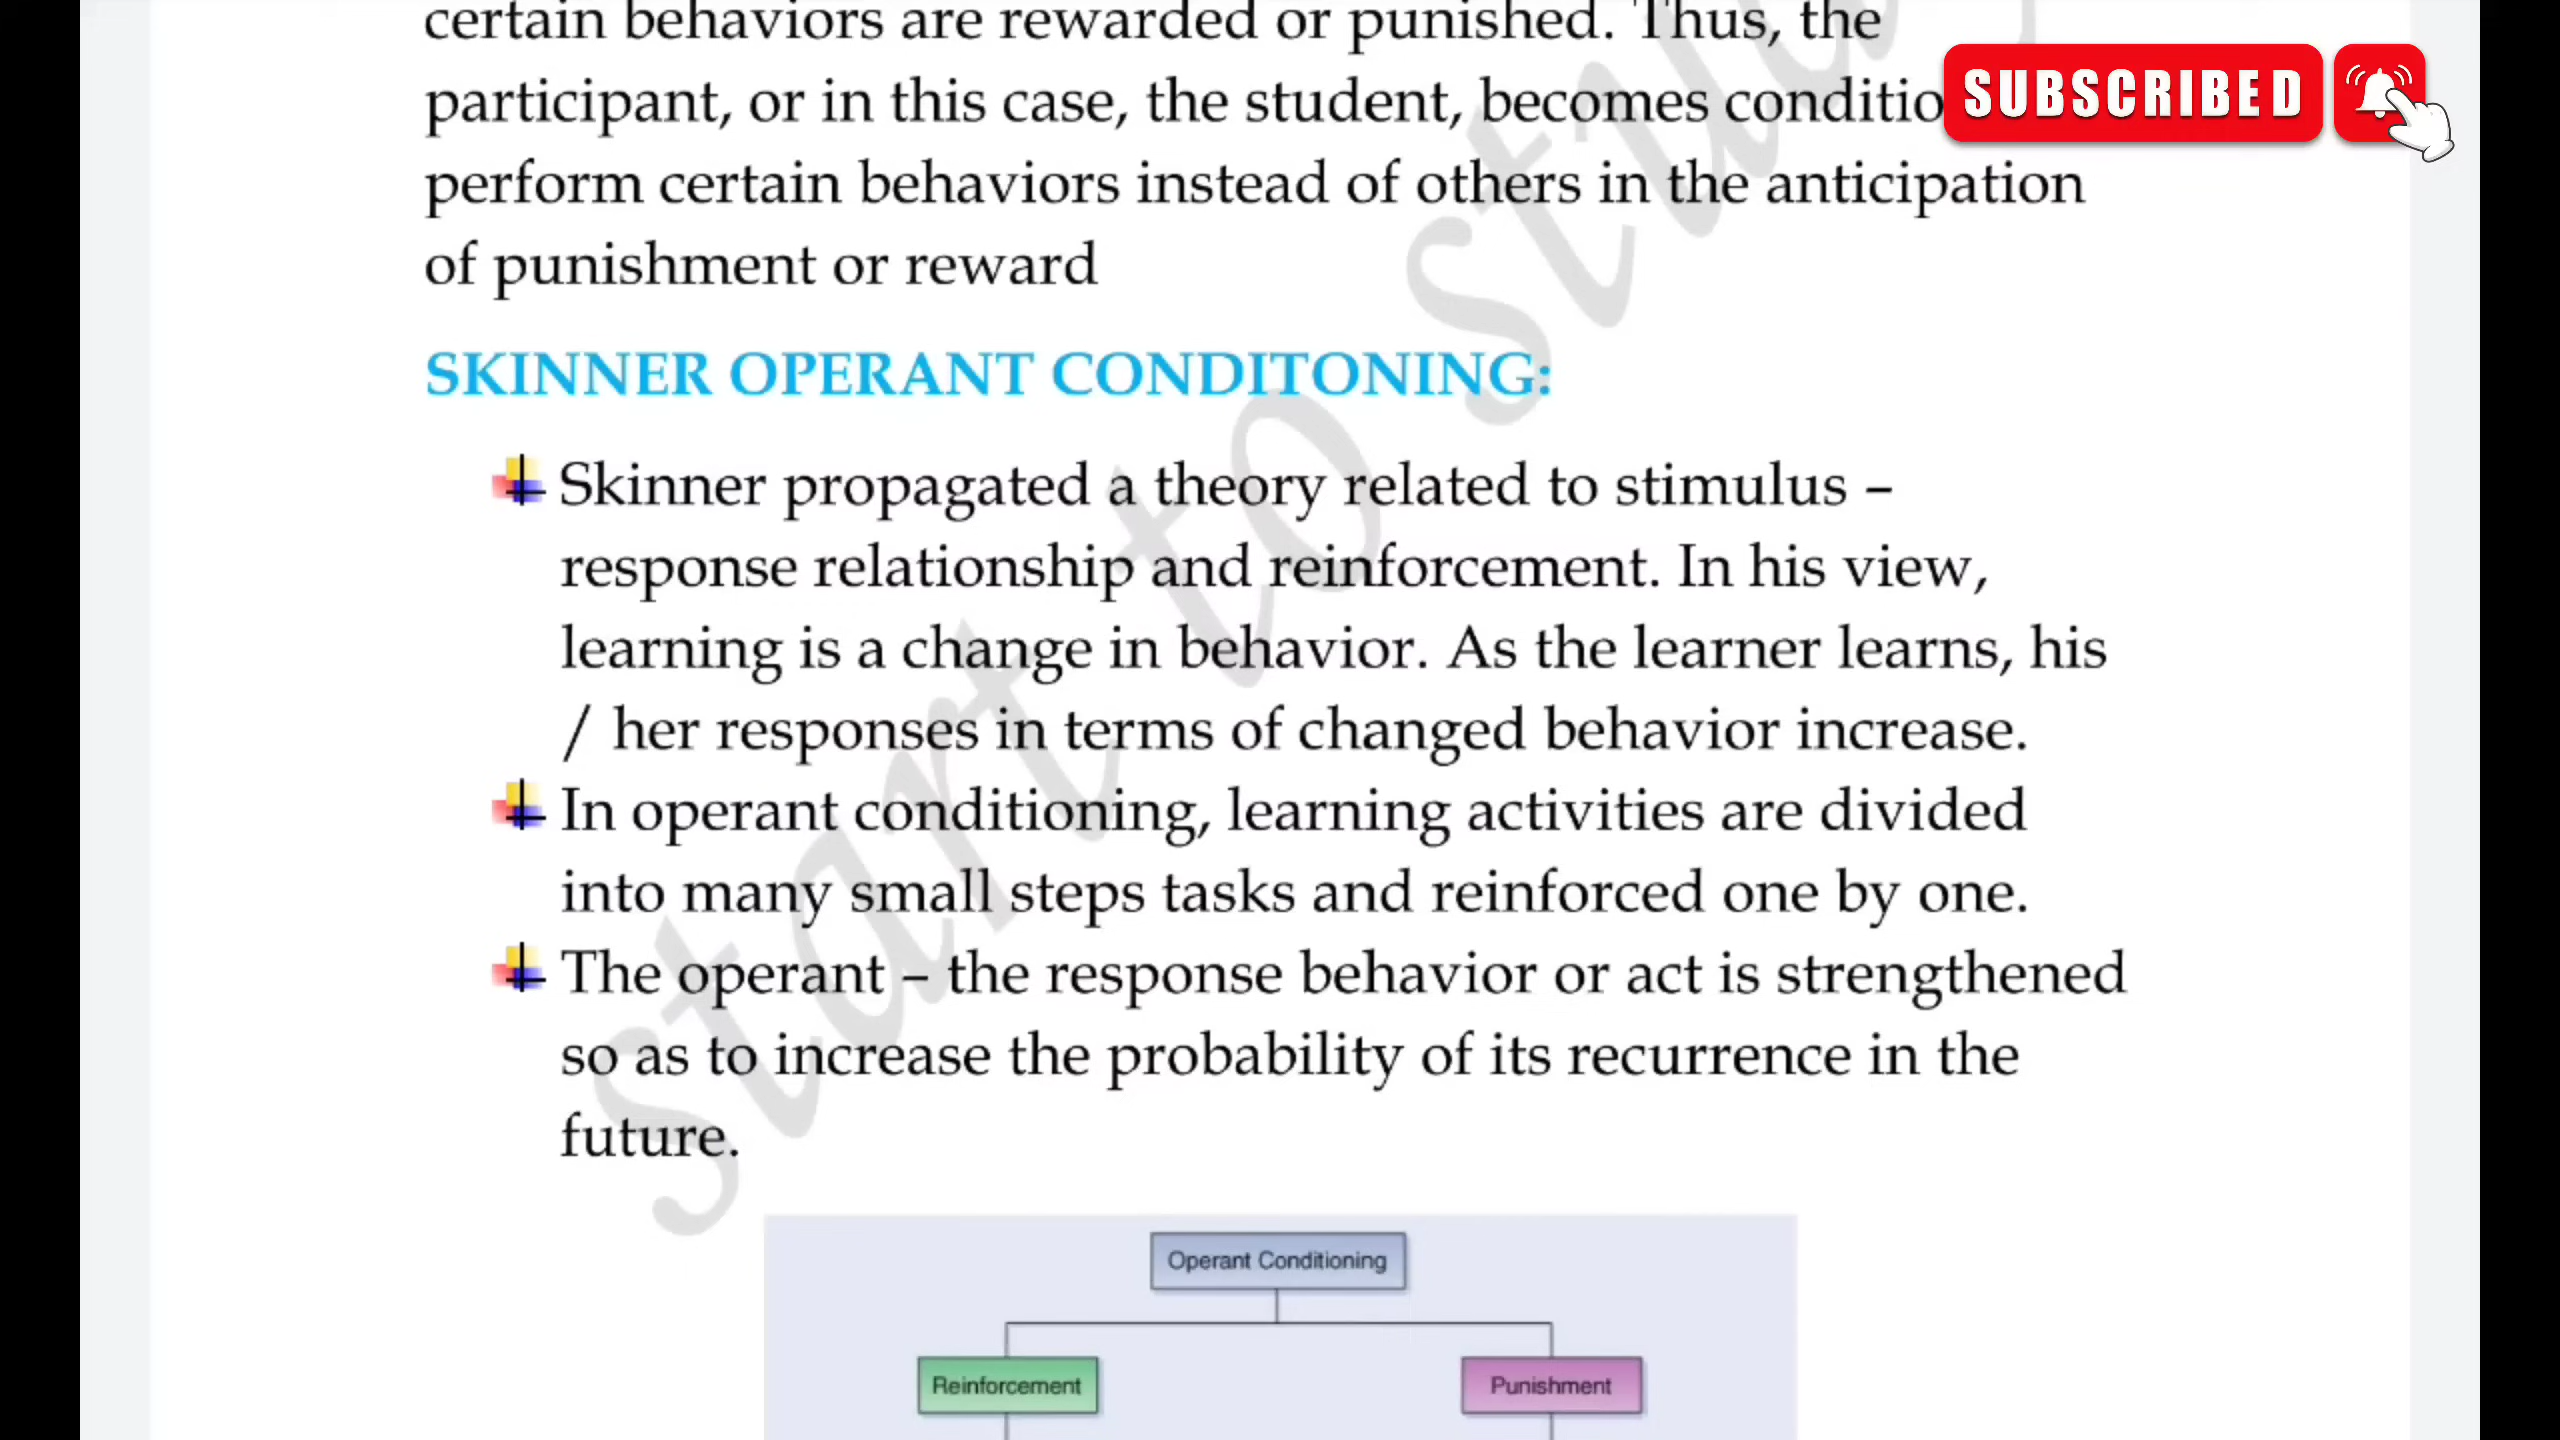 certain behaviors are rewarded or punished. Thus, the
participant, or in this case, the student, becomes conditio
SUBSCRIBED
perform certain behaviors instead of others in the anticipation
of punishment or reward
SKINNER OPERANT CONDITONING:
Skinner propagated a theory related to stimulus –
response relationship and reinforcement. In his view,
learning is a change in behavior. As the learner learns, his
/ her responses in terms of changed behavior increase.
In operant conditioning, learning activities are divided
into many small steps tasks and reinforced one by one.
The operant – the response behavior or act is strengthened
so as to increase the probability of its recurrence in the
future.
start to stu
Operant Conditioning
Reinforcement
Punishment